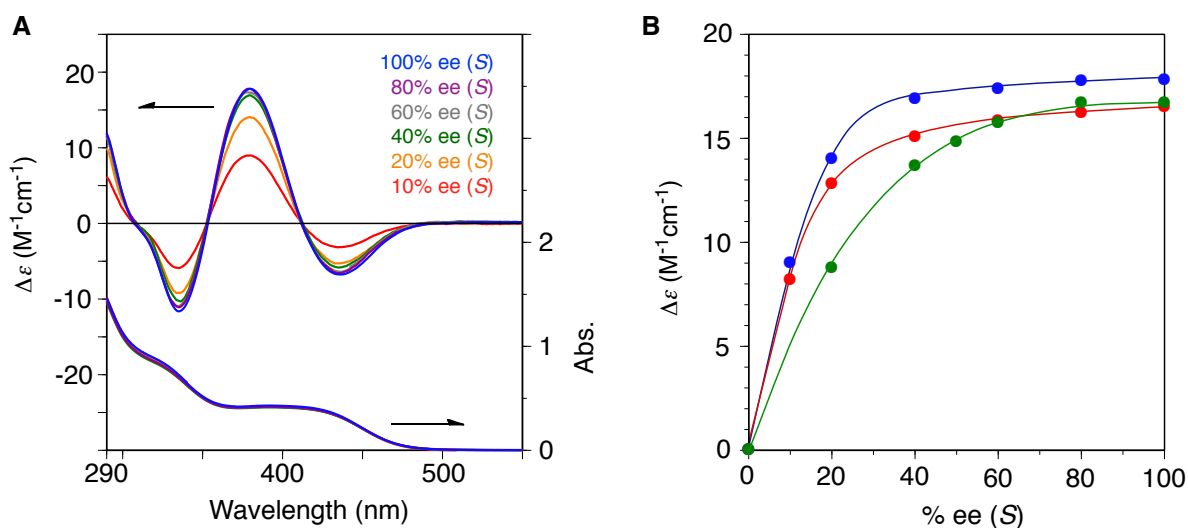 A
20
10
0
-10
-20
Δε (M⁻¹cm⁻¹)
100% ee (S)
80% ee (S)
60% ee (S)
40% ee (S)
20% ee (S)
10% ee (S)
2
1
0
Abs.
290
400
500
Wavelength (nm)
B
20
15
10
5
0
Δε (M⁻¹cm⁻¹)
0
20
40
60
80
100
% ee (S)